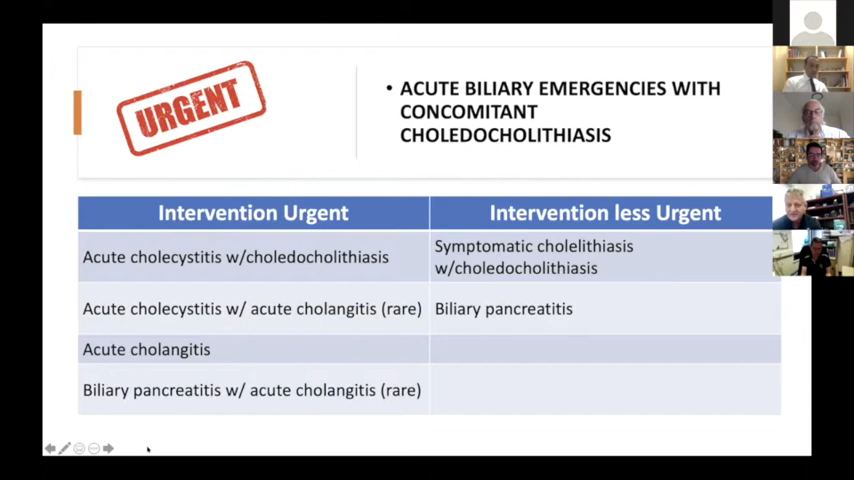 URGENT
• ACUTE BILIARY EMERGENCIES WITH
CONCOMITANT
CHOLEDOCHOLITHIASIS
Intervention Urgent
Intervention less Urgent
Acute cholecystitis w/choledocholithiasis
Symptomatic cholelithiasis
w/choledocholithiasis
Acute cholecystitis w/ acute cholangitis (rare)
Biliary pancreatitis
Acute cholangitis
Biliary pancreatitis w/ acute cholangitis (rare)